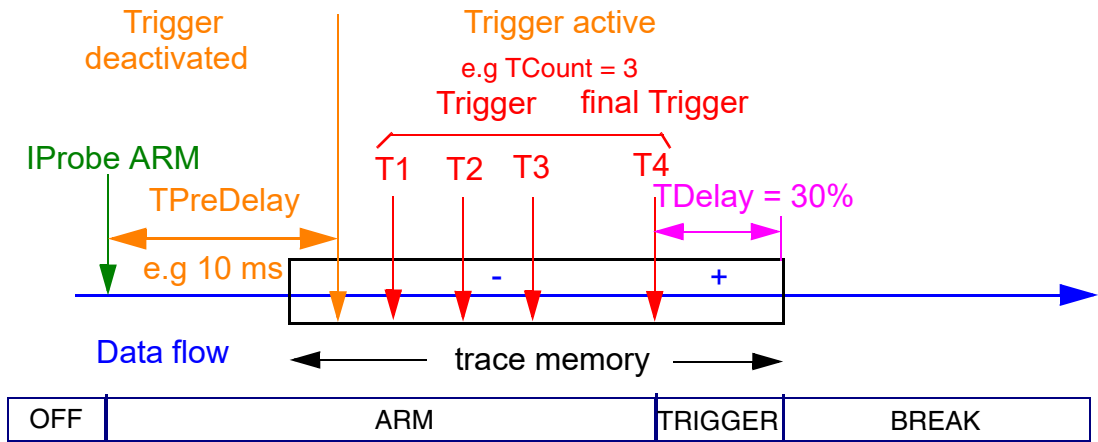 Trigger
deactivated
Trigger active
e.g TCount = 3
Trigger
final Trigger
IProbe ARM
T1
T2
T3
T4
TPreDelay
TDelay = 30%
e.g 10 ms
-
+
Data flow
trace memory
OFF
ARM
TRIGGER
BREAK